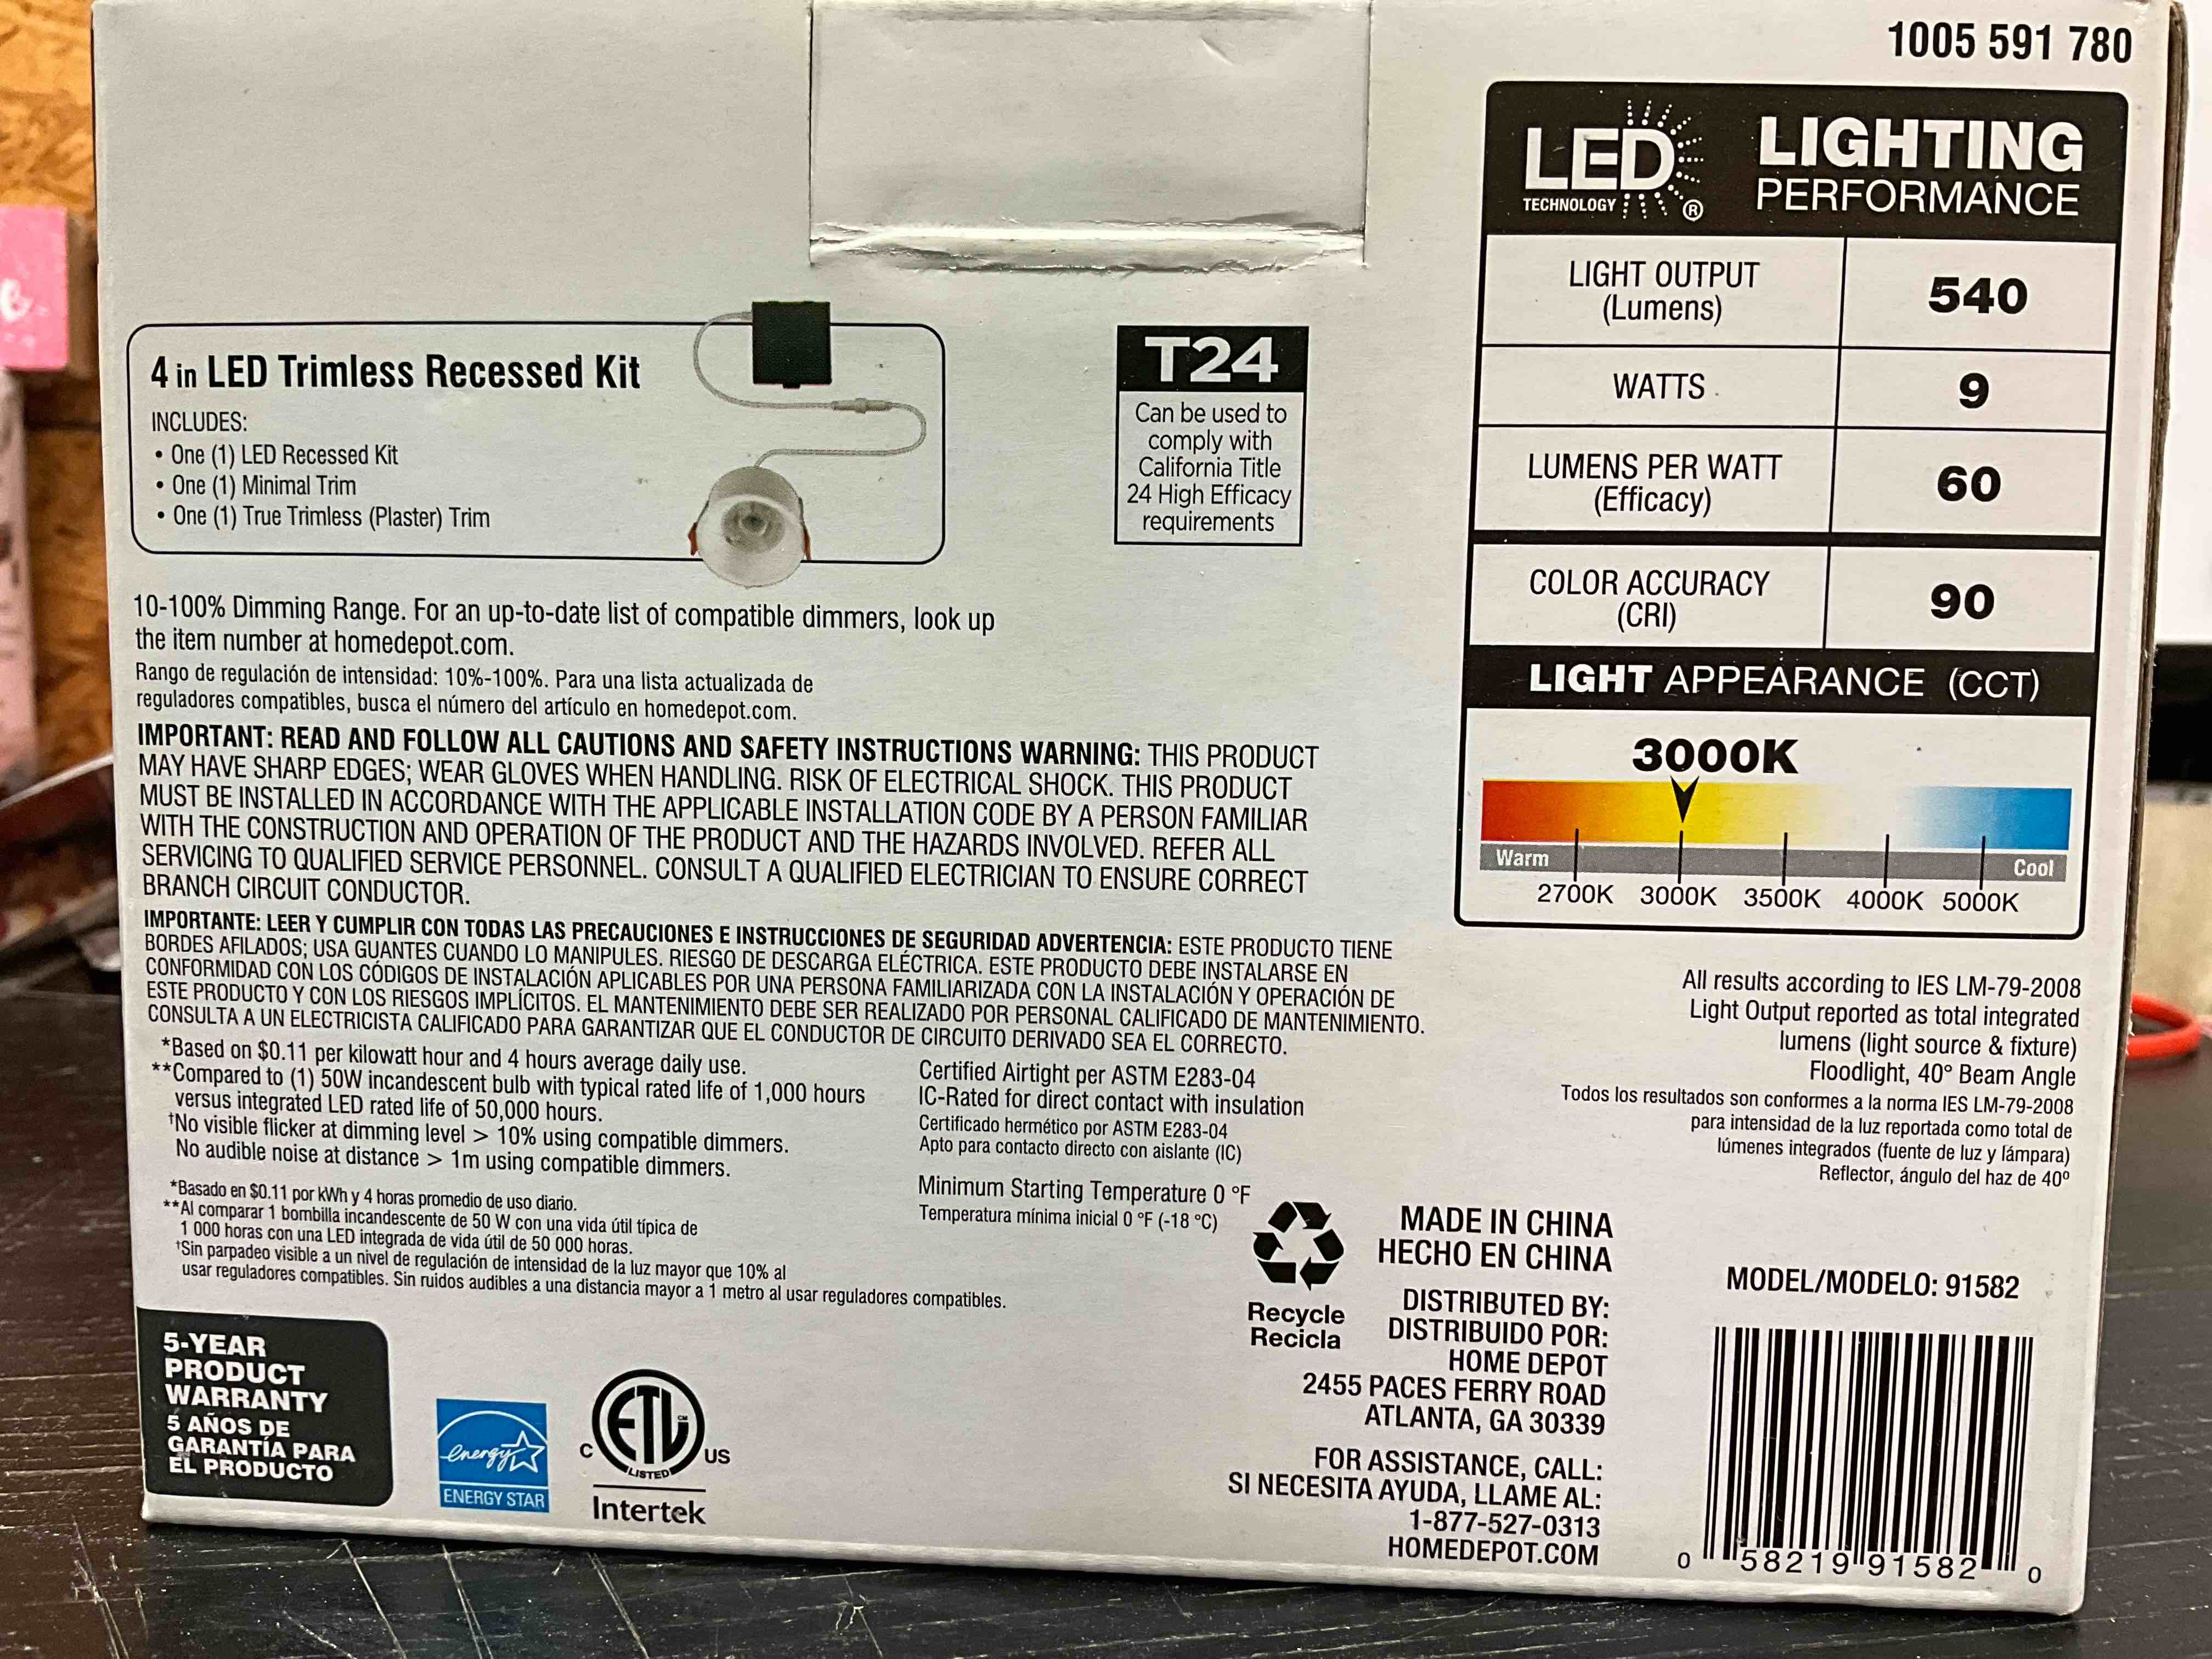 1005 591 780
LED
TECHNOLOGY ®
LIGHTING
PERFORMANCE
LIGHT OUTPUT
(Lumens)
540
WATTS
9
LUMENS PER WATT
(Efficacy)
60
COLOR ACCURACY
(CRI)
90
LIGHT APPEARANCE (CCT)
3000K
Warm
Cool
2700K 3000K 3500K 4000K 5000K
All results according to IES LM-79-2008
Light Output reported as total integrated
lumens (light source & fixture)
Floodlight, 40° Beam Angle
Todos los resultados son conformes a la norma IES LM-79-2008
para intensidad de la luz reportada como total de
lúmenes integrados (fuente de luz y lámpara)
Reflector, ángulo del haz de 40º
4 in LED Trimless Recessed Kit
INCLUDES:
• One (1) LED Recessed Kit
• One (1) Minimal Trim
• One (1) True Trimless (Plaster) Trim
T24
Can be used to
comply with
California Title
24 High Efficacy
requirements
10-100% Dimming Range. For an up-to-date list of compatible dimmers, look up
the item number at homedepot.com.
Rango de regulación de intensidad: 10%-100%. Para una lista actualizada de
reguladores compatibles, busca el número del artículo en homedepot.com.
IMPORTANT: READ AND FOLLOW ALL CAUTIONS AND SAFETY INSTRUCTIONS WARNING: THIS PRODUCT
MAY HAVE SHARP EDGES; WEAR GLOVES WHEN HANDLING. RISK OF ELECTRICAL SHOCK. THIS PRODUCT
MUST BE INSTALLED IN ACCORDANCE WITH THE APPLICABLE INSTALLATION CODE BY A PERSON FAMILIAR
WITH THE CONSTRUCTION AND OPERATION OF THE PRODUCT AND THE HAZARDS INVOLVED. REFER ALL
SERVICING TO QUALIFIED SERVICE PERSONNEL. CONSULT A QUALIFIED ELECTRICIAN TO ENSURE CORRECT
BRANCH CIRCUIT CONDUCTOR.
IMPORTANTE: LEER Y CUMPLIR CON TODAS LAS PRECAUCIONES E INSTRUCCIONES DE SEGURIDAD ADVERTENCIA: ESTE PRODUCTO TIENE
BORDES AFILADOS; USA GUANTES CUANDO LO MANIPULES. RIESGO DE DESCARGA ELÉCTRICA. ESTE PRODUCTO DEBE INSTALARSE EN
CONFORMIDAD CON LOS CÓDIGOS DE INSTALACIÓN APLICABLES POR UNA PERSONA FAMILIARIZADA CON LA INSTALACIÓN Y OPERACIÓN DE
ESTE PRODUCTO Y CON LOS RIESGOS IMPLÍCITOS. EL MANTENIMIENTO DEBE SER REALIZADO POR PERSONAL CALIFICADO DE MANTENIMIENTO.
CONSULTA A UN ELECTRICISTA CALIFICADO PARA GARANTIZAR QUE EL CONDUCTOR DE CIRCUITO DERIVADO SEA EL CORRECTO.
*Based on $0.11 per kilowatt hour and 4 hours average daily use.
**Compared to (1) 50W incandescent bulb with typical rated life of 1,000 hours
versus integrated LED rated life of 50,000 hours.
†No visible flicker at dimming level > 10% using compatible dimmers.
No audible noise at distance > 1m using compatible dimmers.
*Basado en $0.11 por kWh y 4 horas promedio de uso diario.
**Al comparar 1 bombilla incandescente de 50 W con una vida útil típica de
1 000 horas con una LED integrada de vida útil de 50 000 horas.
†Sin parpadeo visible a un nivel de regulación de intensidad de la luz mayor que 10% al
usar reguladores compatibles. Sin ruidos audibles a una distancia mayor a 1 metro al usar reguladores compatibles.
Certified Airtight per ASTM E283-04
IC-Rated for direct contact with insulation
Certificado hermético por ASTM E283-04
Apto para contacto directo con aislante (IC)
Minimum Starting Temperature 0 °F
Temperatura mínima inicial 0 °F (-18 °C)
Recycle
Recicla
MADE IN CHINA
HECHO EN CHINA
DISTRIBUTED BY:
DISTRIBUIDO POR:
HOME DEPOT
2455 PACES FERRY ROAD
ATLANTA, GA 30339
FOR ASSISTANCE, CALL:
SI NECESITA AYUDA, LLAME AL:
1-877-527-0313
HOMEDEPOT.COM
MODEL/MODELO: 91582
0 58219 91582 0
5-YEAR
PRODUCT
WARRANTY
5 AÑOS DE
GARANTÍA PARA
EL PRODUCTO
energy
ENERGY STAR
C ETL CM US
LISTED
Intertek